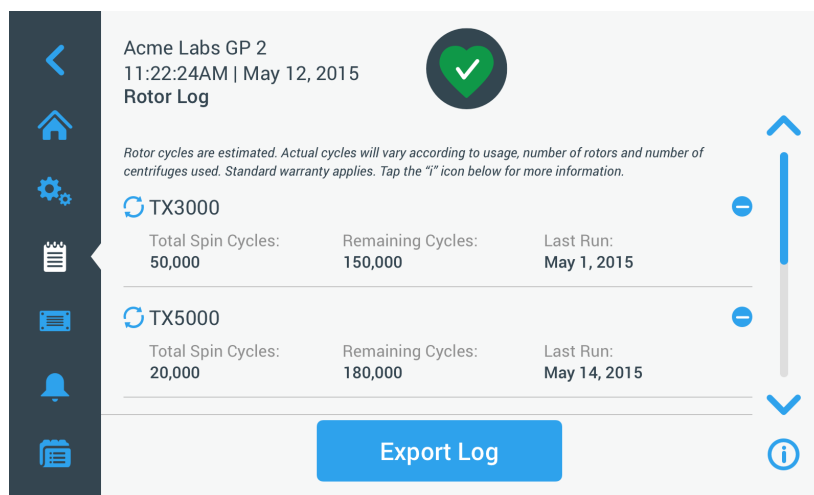 Acme Labs GP 2
11:22:24AM | May 12, 2015
Rotor Log
Rotor cycles are estimated. Actual cycles will vary according to usage, number of rotors and number of
centrifuges used. Standard warranty applies. Tap the “i” icon below for more information.
TX3000
Total Spin Cycles: Remaining Cycles: Last Run:
50,000 150,000 May 1, 2015
TX5000
Total Spin Cycles: Remaining Cycles: Last Run:
20,000 180,000 May 14, 2015
Export Log